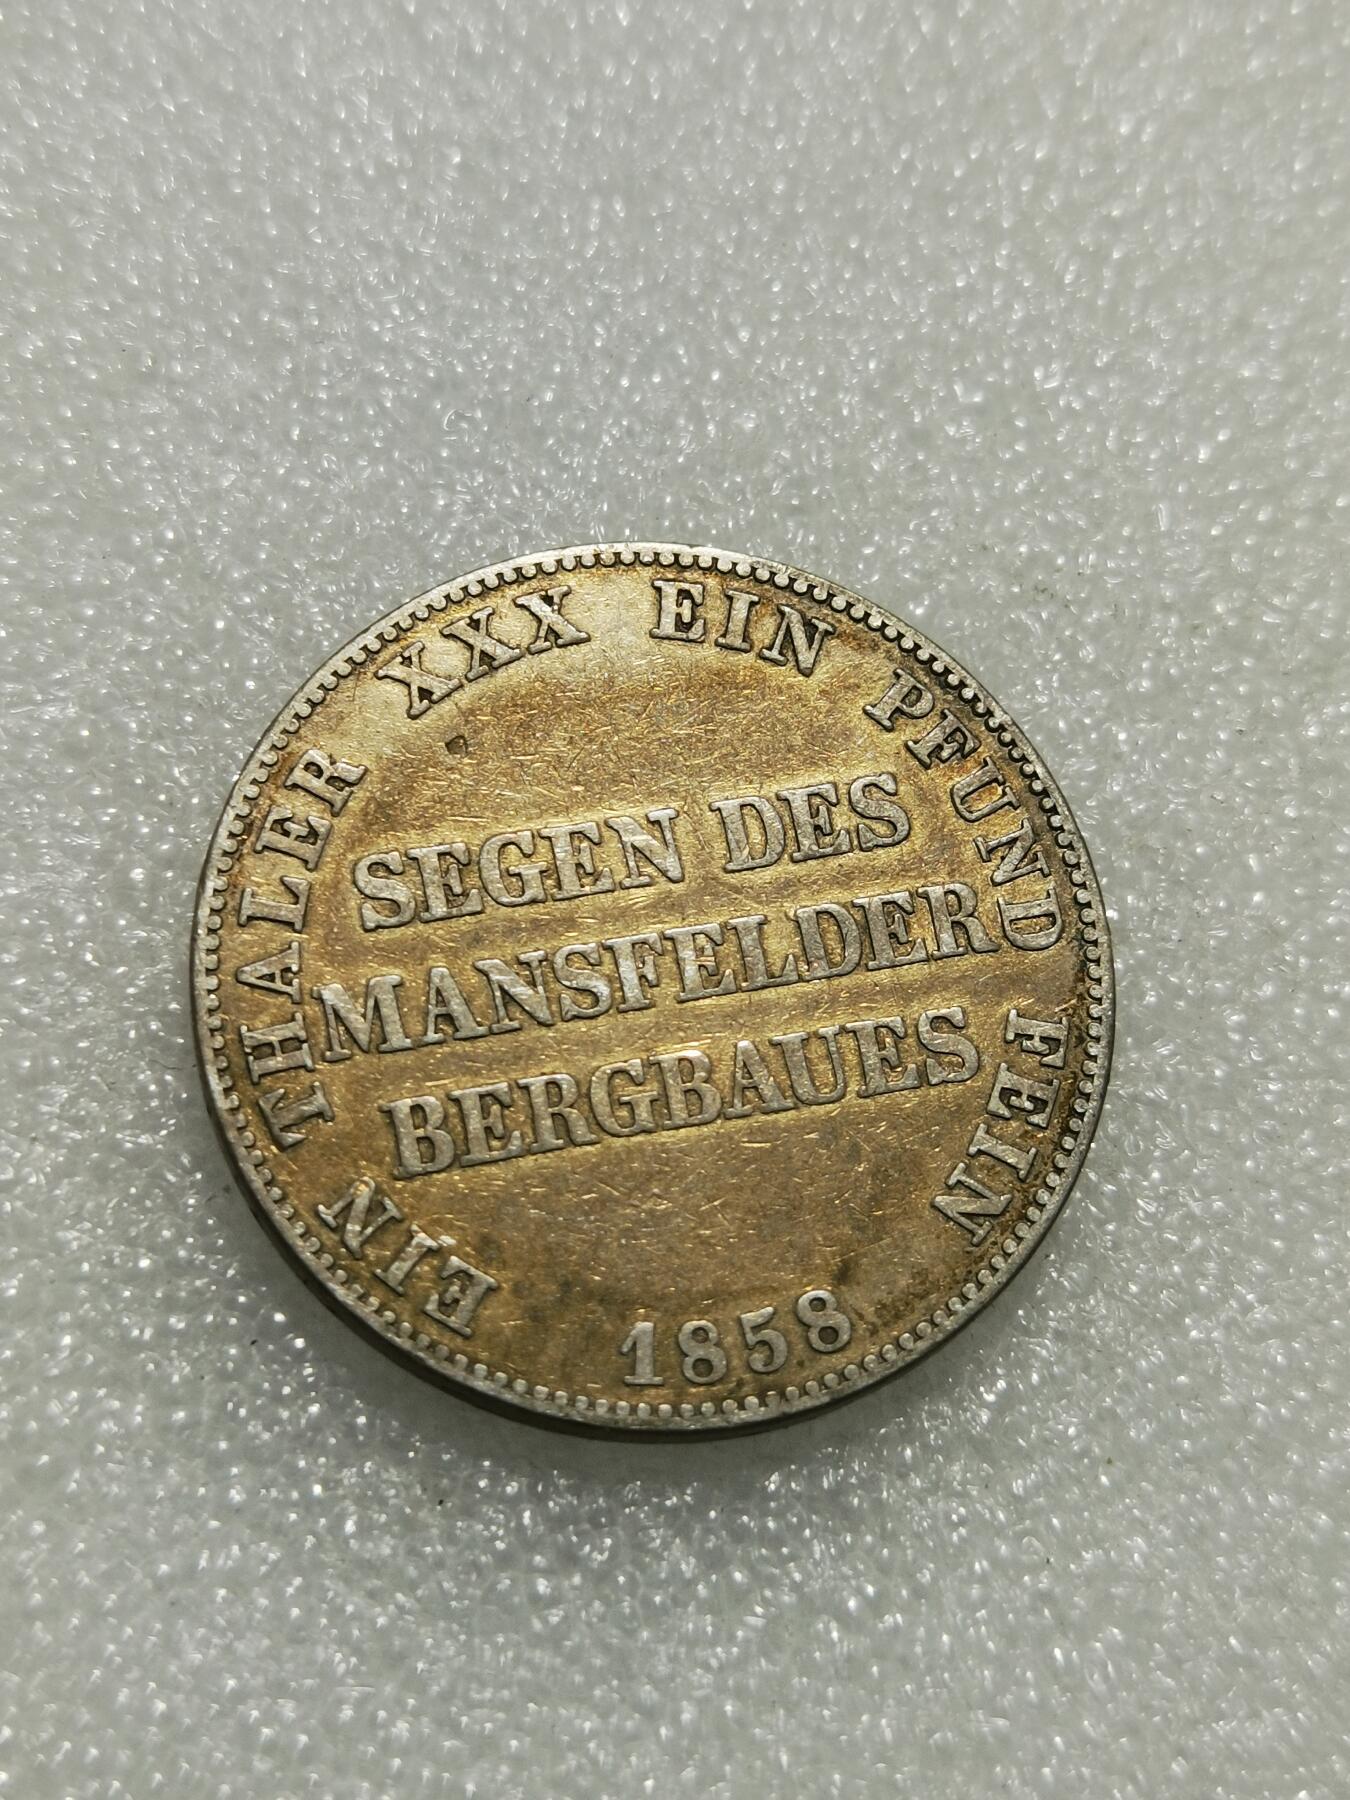 EIN THALER XXX EIN PFUND FEIN
SEGEN DES
MANSFELDER
BERGBAUES
1858